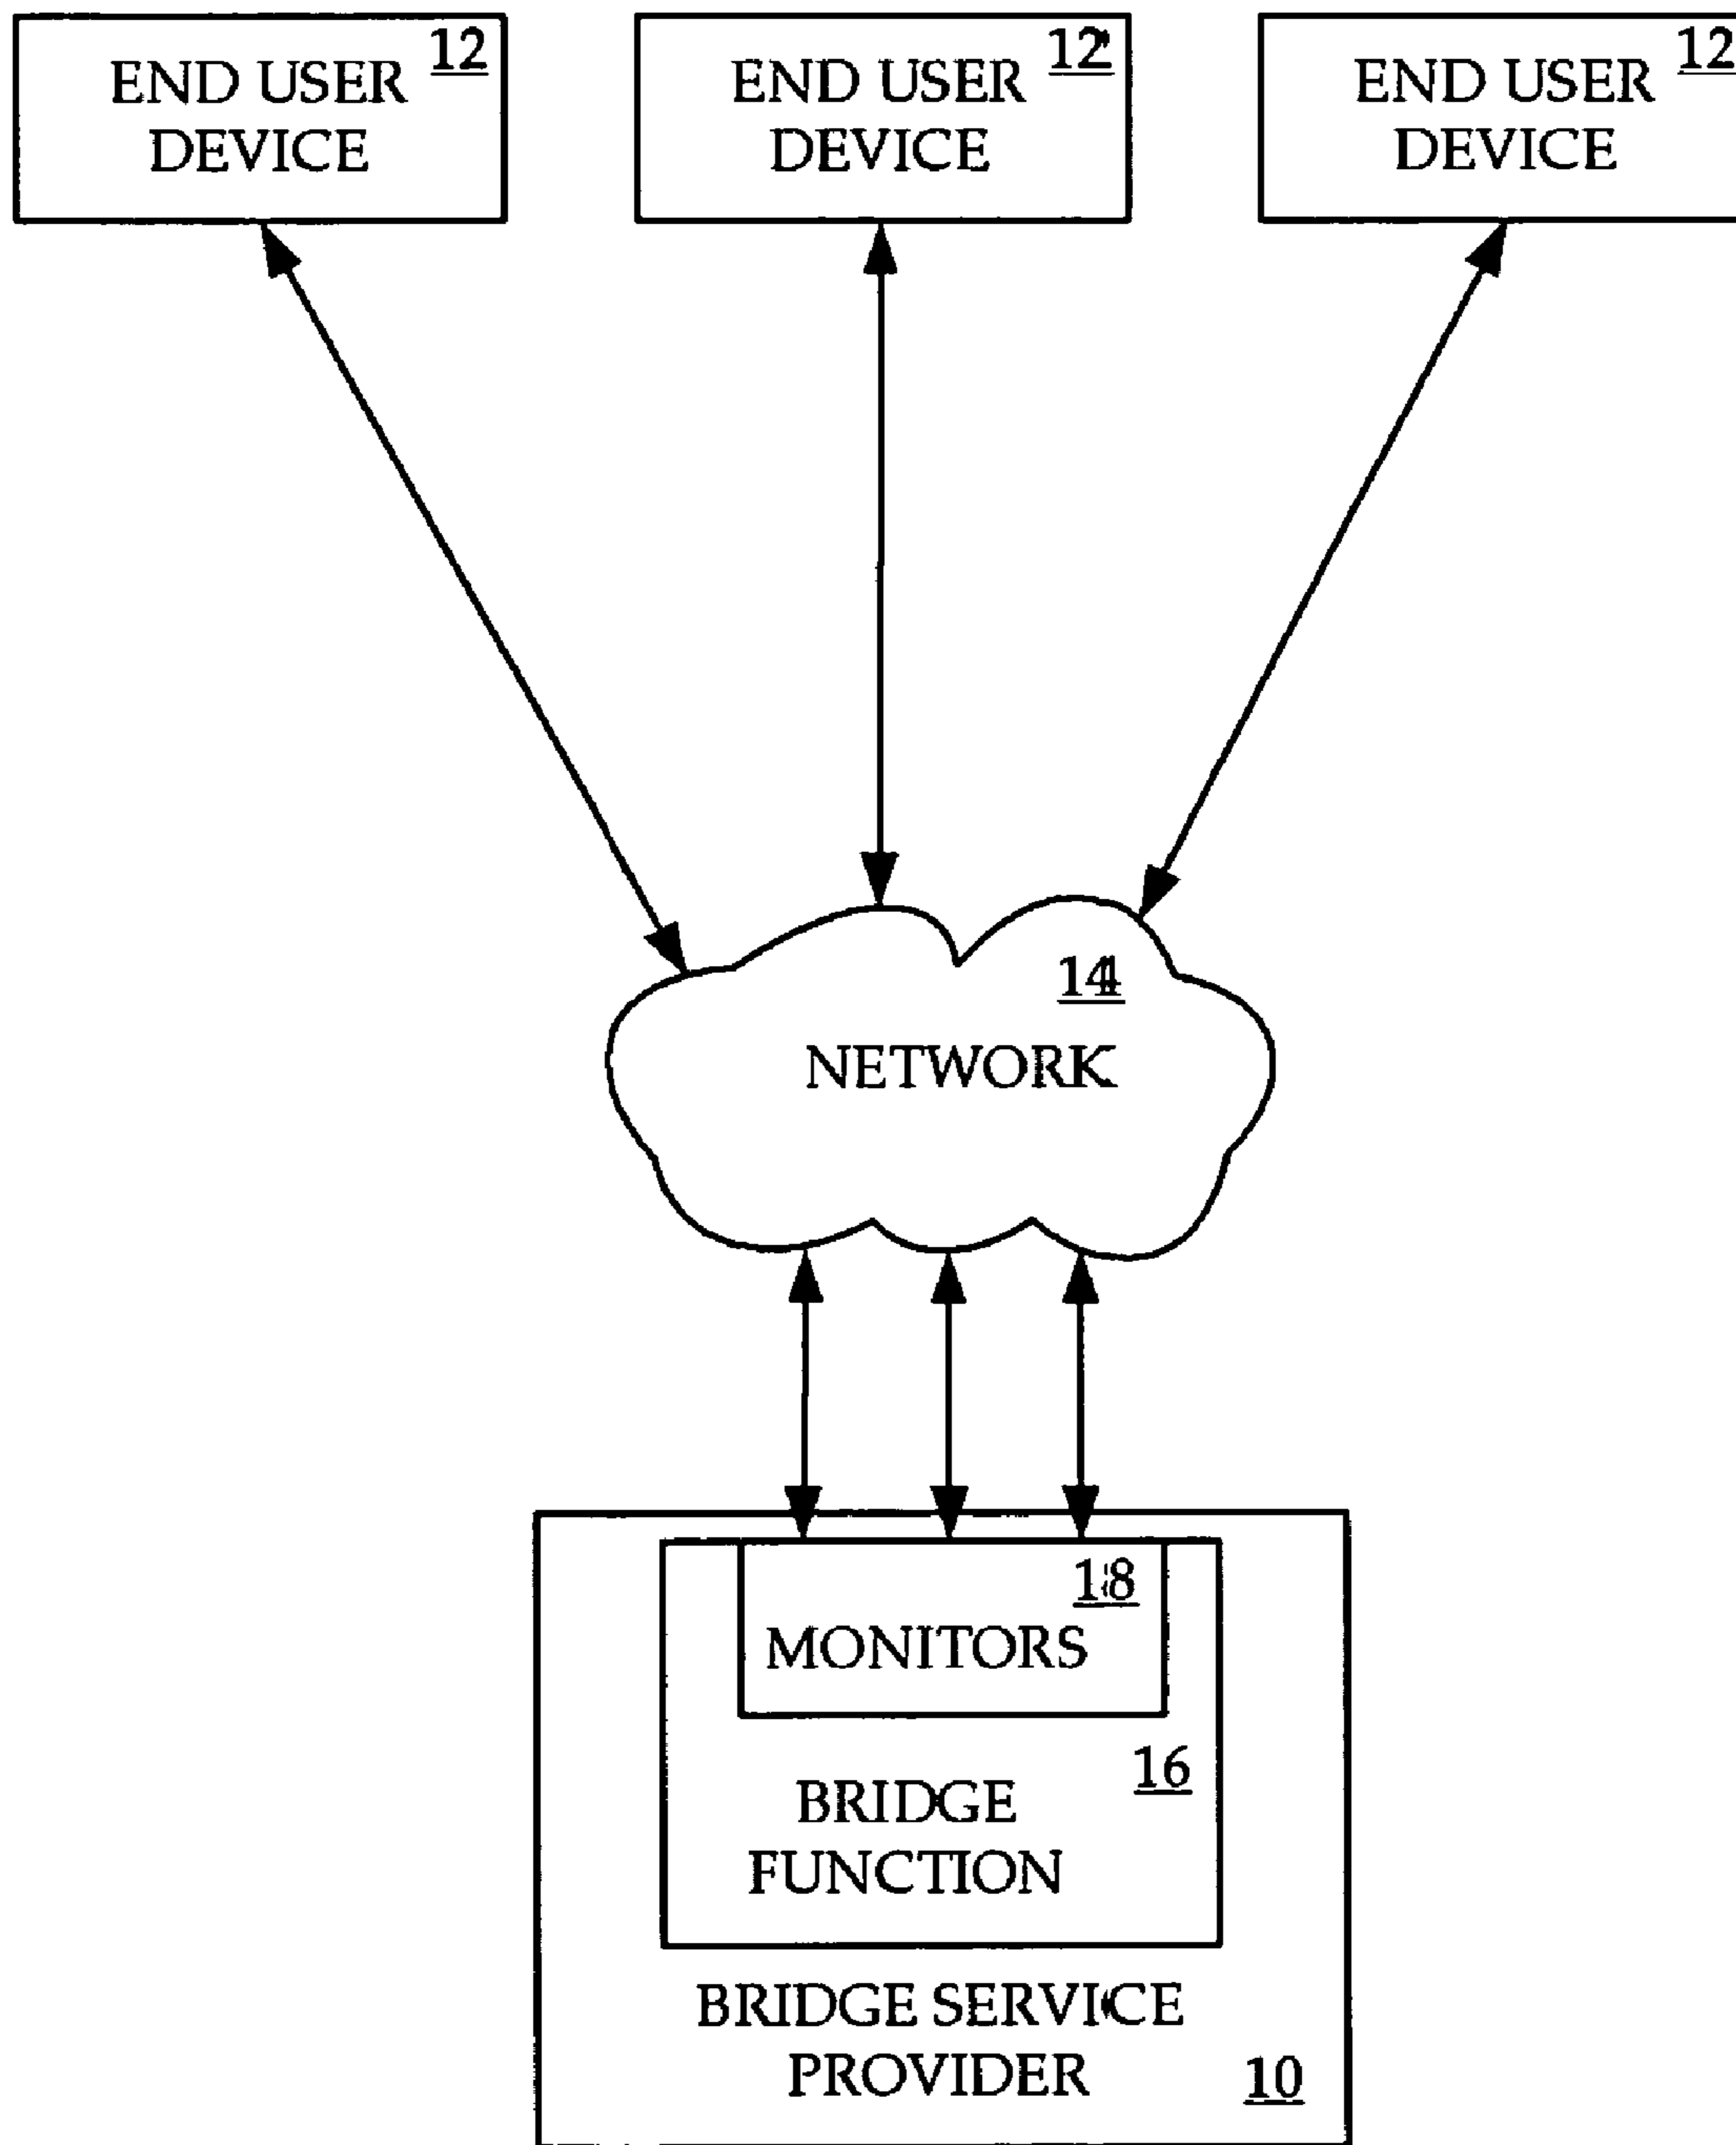 12
END USER
DEVICE
12
END USER
DEVICE
12
END USER
DEVICE
14
NETWORK
18
MONITORS
16
BRIDGE
FUNCTION
BRIDGE SERVICE
PROVIDER
10